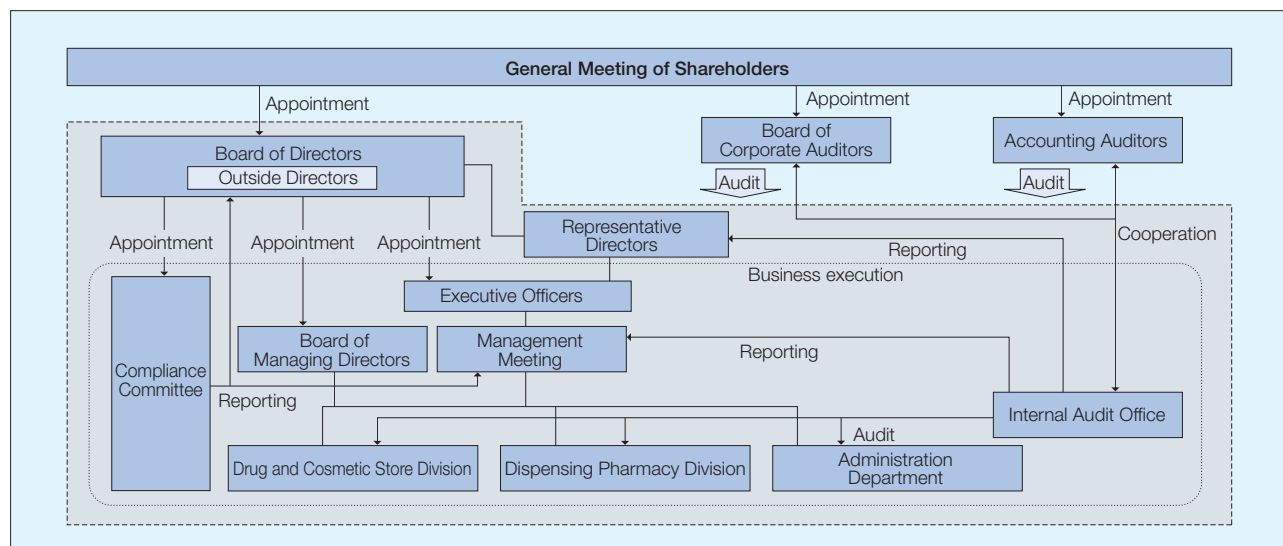 General Meeting of Shareholders
Appointment
Appointment
Appointment
Board of Directors
Outside Directors
Board of
Corporate Auditors
Accounting Auditors
Audit
Audit
Appointment
Appointment
Appointment
Representative
Directors
Reporting
Cooperation
Business execution
Executive Officers
Compliance
Committee
Board of
Managing Directors
Management
Meeting
Reporting
Reporting
Internal Audit Office
Audit
Drug and Cosmetic Store Division
Dispensing Pharmacy Division
Administration
Department